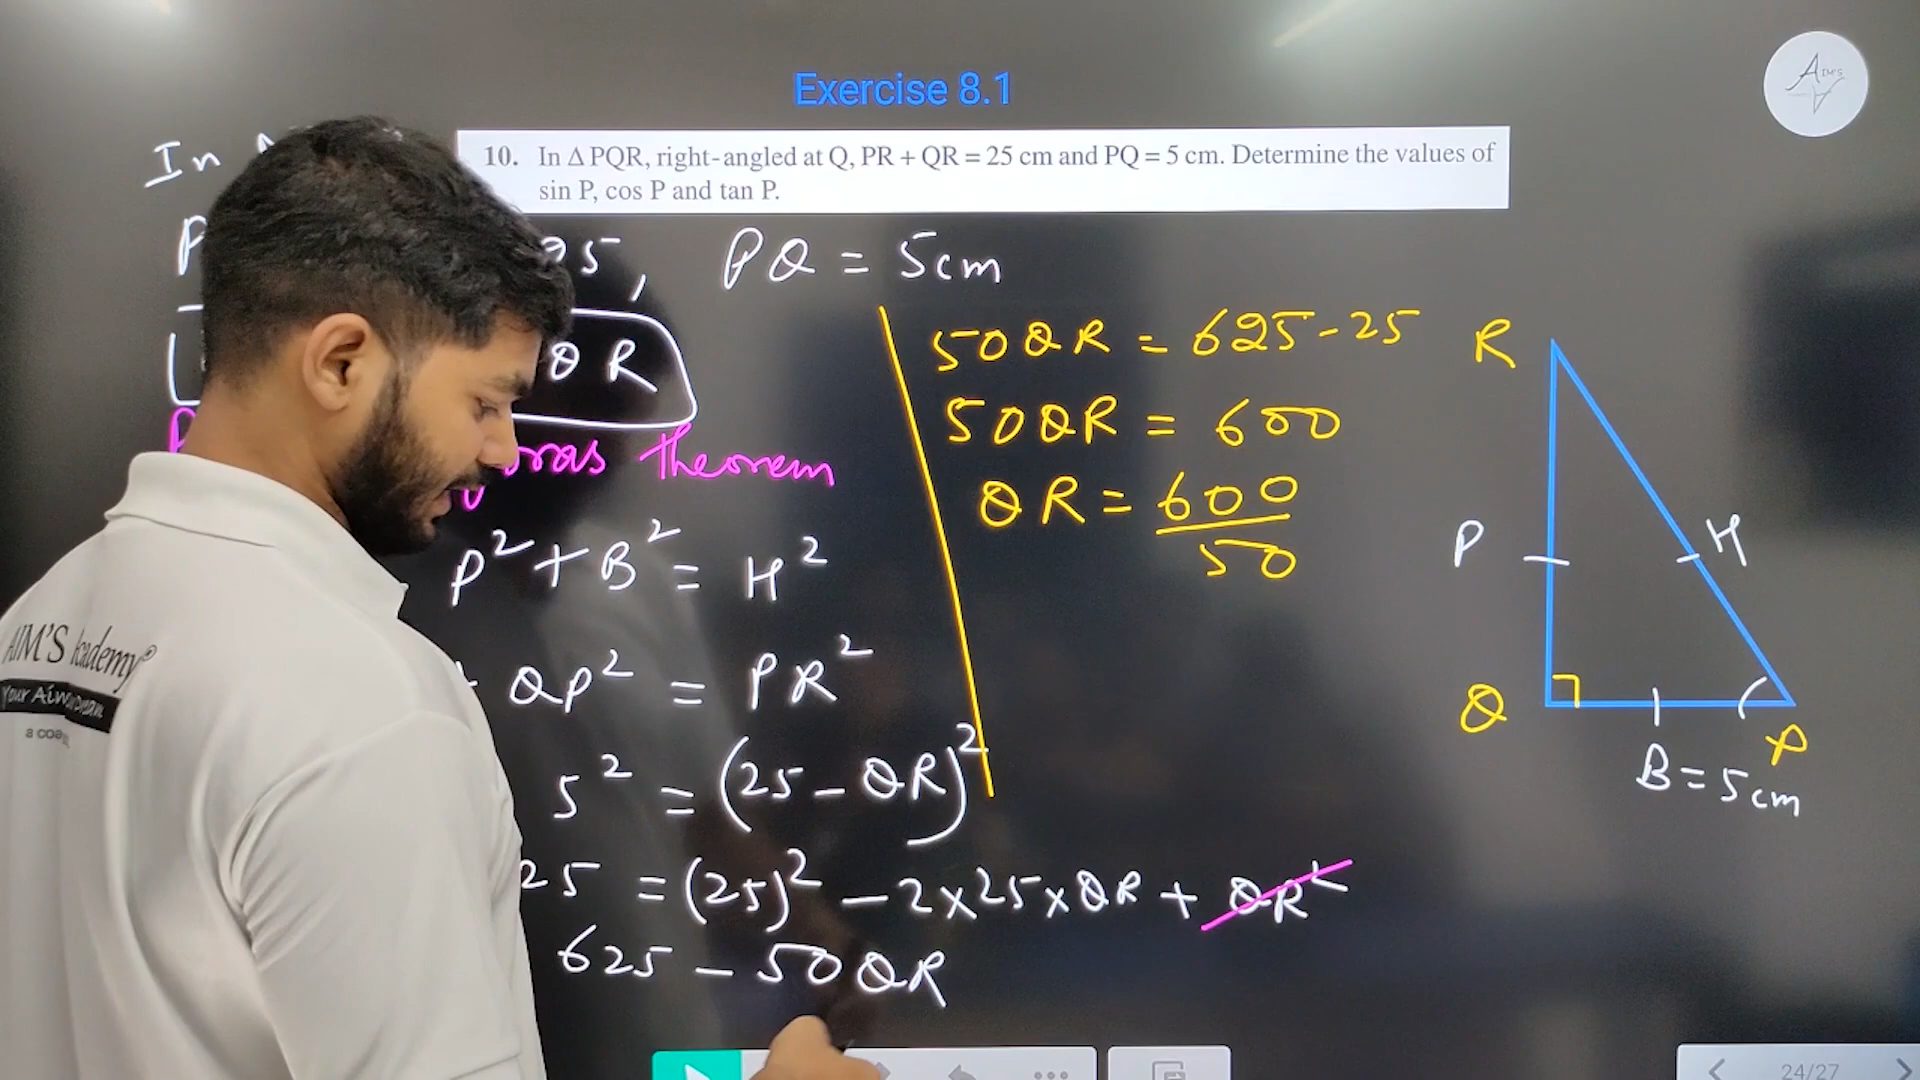 Exercise 8.1
AIM'S
10. In Δ PQR, right-angled at Q, PR + QR = 25 cm and PQ = 5 cm. Determine the values of
sin P, cos P and tan P.
In
25, PQ = 5cm
QR
theorem
P² + B² = H²
QP² = PR²
5² = (25 - QR)²
25 = (25)² - 2×25×QR + QR²
625 - 50QR
50QR = 625-25
50QR = 600
QR = 600
50
R
P
H
Q
P
B = 5cm
AIM'S Academy®
a coa
24/27